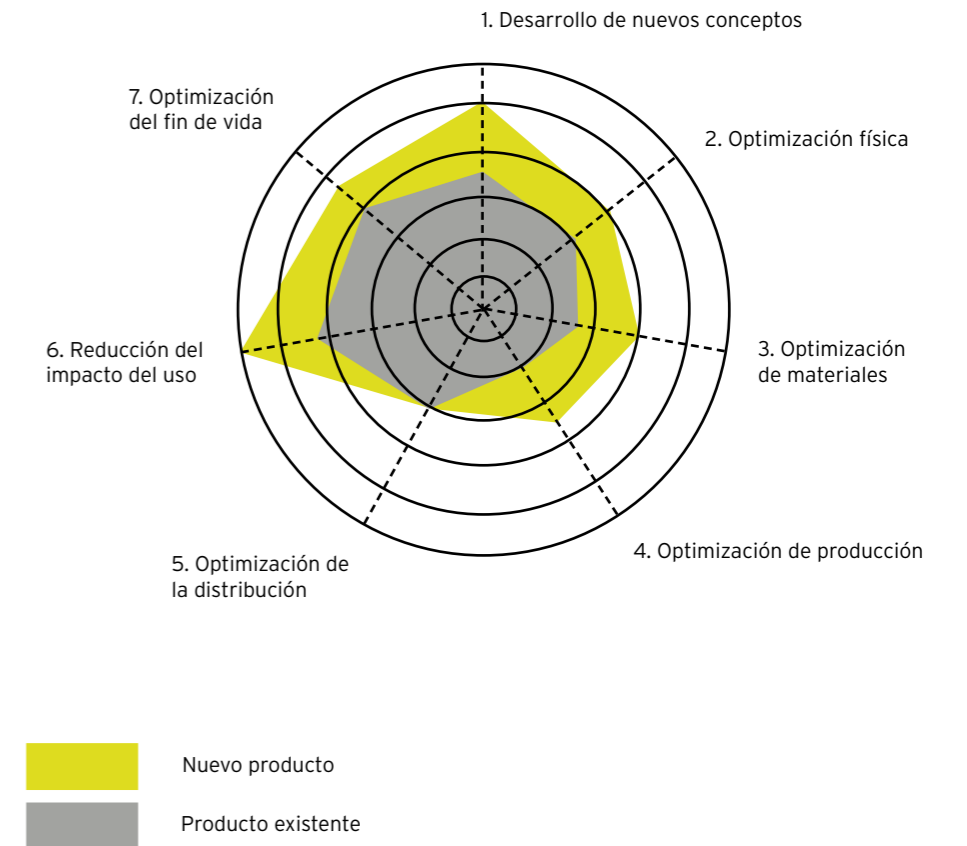 1. Desarrollo de nuevos conceptos
7. Optimización
del fin de vida
2. Optimización física
6. Reducción del
impacto del uso
3. Optimización
de materiales
4. Optimización de producción
5. Optimización de
la distribución
Nuevo producto
Producto existente